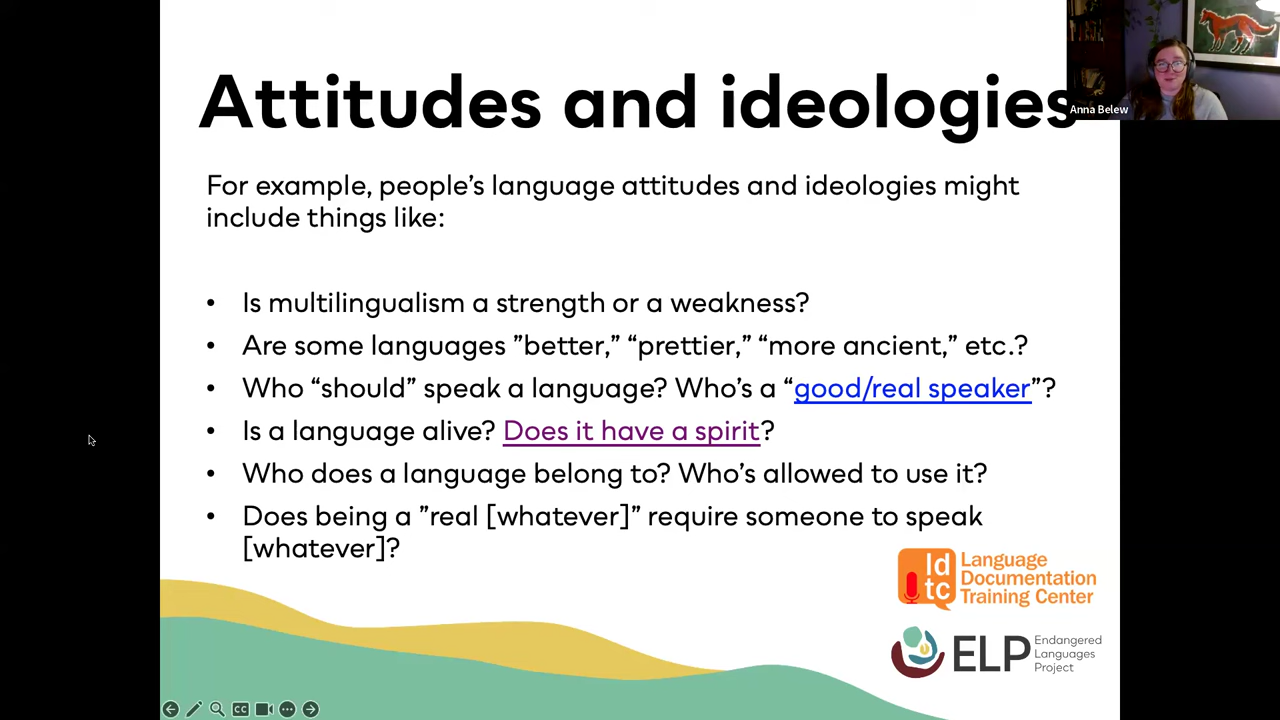 Attitudes and ideologies
Anna Belew
For example, people's language attitudes and ideologies might
include things like:
• Is multilingualism a strength or a weakness?
• Are some languages ”better,” “prettier,” “more ancient,” etc.?
• Who “should” speak a language? Who's a “good/real speaker”?
• Is a language alive? Does it have a spirit?
• Who does a language belong to? Who's allowed to use it?
• Does being a ”real [whatever]” require someone to speak
[whatever]?
ld
tc
Language
Documentation
Training Center
ELP
Endangered
Languages
Project
CC